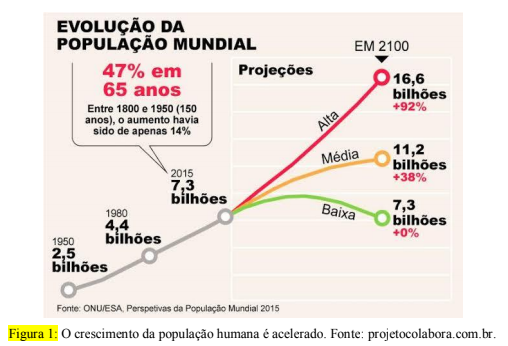 EVOLUÇÃO DA
POPULAÇÃO MUNDIAL
47% em
65 anos
Entre 1800 e 1950 (150
anos), o aumento havia
sido de apenas 14%
Projeções
EM 2100
16,6
bilhões
+92%
Alta
Média
11,2
bilhões
+38%
Baixa
7,3
bilhões
+0%
2015
7,3
bilhões
1980
4,4
bilhões
1950
2,5
bilhões
Fonte: ONU/ESA, Perspetivas da População Mundial 2015
Figura 1: O crescimento da população humana é acelerado. Fonte: projetocolabora.com.br.